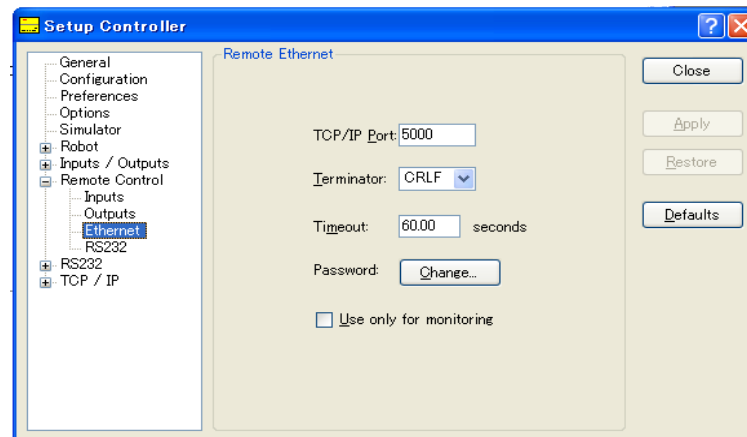 Setup Controller
General
Configuration
Preferences
Options
Simulator
Robot
Inputs / Outputs
Remote Control
Inputs
Outputs
Ethernet
RS232
RS232
TCP / IP
Remote Ethernet
TCP/IP Port: 5000
Terminator: CRLF
Timeout: 60.00 seconds
Password: Change...
Use only for monitoring
Close
Apply
Restore
Defaults